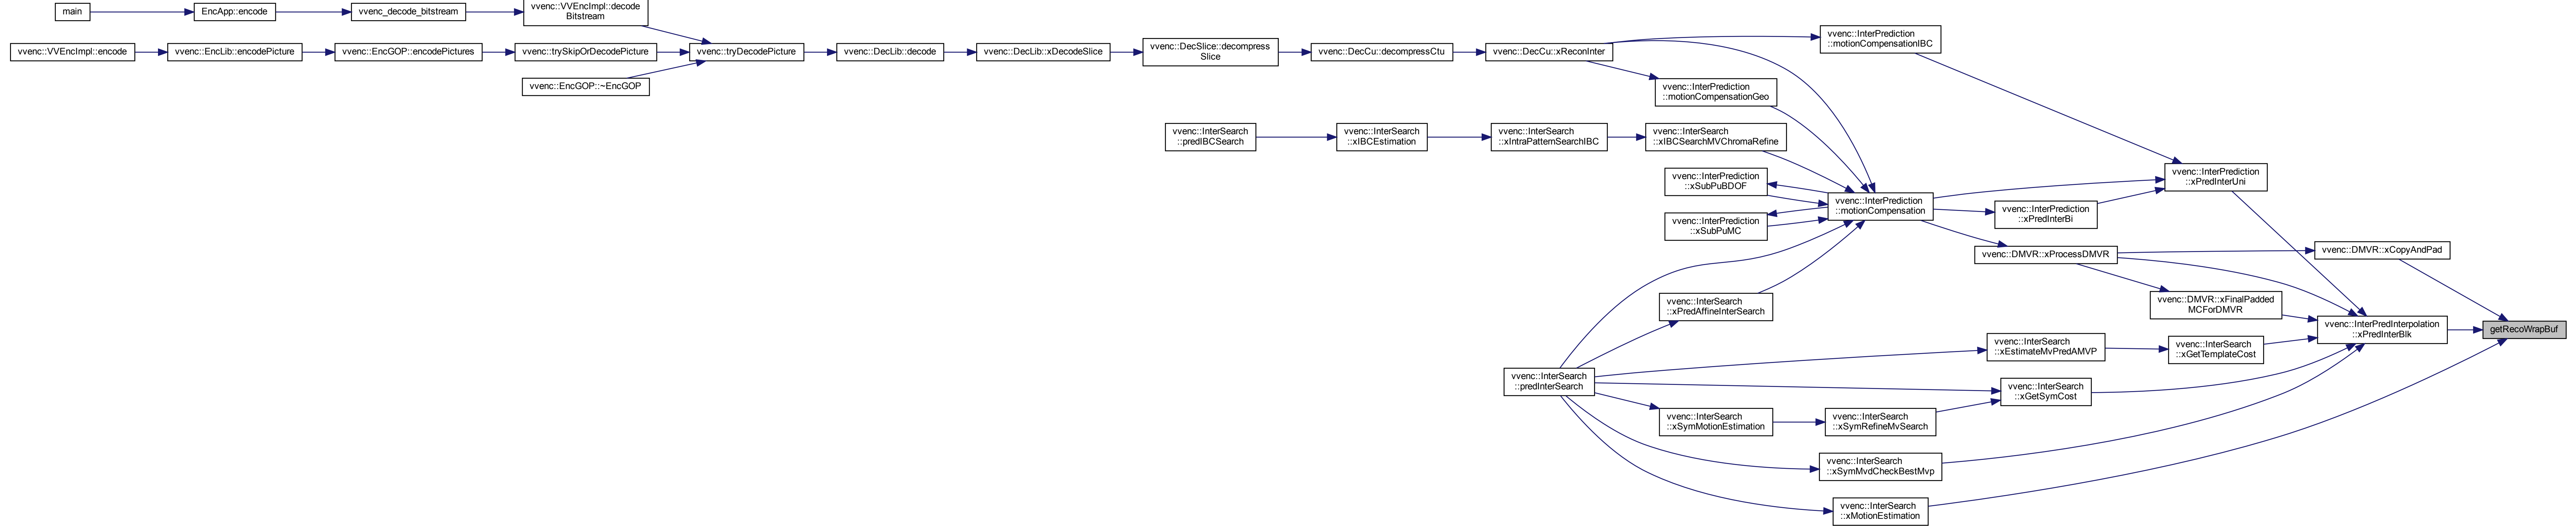 main
EncApp::encode
vvenc_decode_bitstream
vvenc::VVEncImpl::decode
Bitstream
vvenc::VVEncImpl::encode
vvenc::EncLib::encodePicture
vvenc::EncGOP::encodePictures
vvenc::trySkipOrDecodePicture
vvenc::EncGOP::~EncGOP
vvenc::tryDecodePicture
vvenc::DecLib::decode
vvenc::DecLib::xDecodeSlice
vvenc::DecSlice::decompress
Slice
vvenc::DecCu::decompressCtu
vvenc::DecCu::xReconInter
vvenc::InterPrediction
::motionCompensationIBC
vvenc::InterPrediction
::motionCompensationGeo
vvenc::InterSearch
::predIBCSearch
vvenc::InterSearch
::xIBCEstimation
vvenc::InterSearch
::xIntraPatternSearchIBC
vvenc::InterSearch
::xIBCSearchMVChromaRefine
vvenc::InterPrediction
::xSubPuBDOF
vvenc::InterPrediction
::xSubPuMC
vvenc::InterPrediction
::motionCompensation
vvenc::InterPrediction
::xPredInterUni
vvenc::InterPrediction
::xPredInterBi
vvenc::DMVR::xProcessDMVR
vvenc::DMVR::xCopyAndPad
vvenc::DMVR::xFinalPadded
MCForDMVR
vvenc::InterSearch
::xPredAffineInterSearch
vvenc::InterPredInterpolation
::xPredInterBlk
getRecoWrapBuf
vvenc::InterSearch
::xEstimateMvPredAMVP
vvenc::InterSearch
::xGetTemplateCost
vvenc::InterSearch
::predInterSearch
vvenc::InterSearch
::xGetSymCost
vvenc::InterSearch
::xSymMotionEstimation
vvenc::InterSearch
::xSymRefineMvSearch
vvenc::InterSearch
::xSymMvdCheckBestMvp
vvenc::InterSearch
::xMotionEstimation